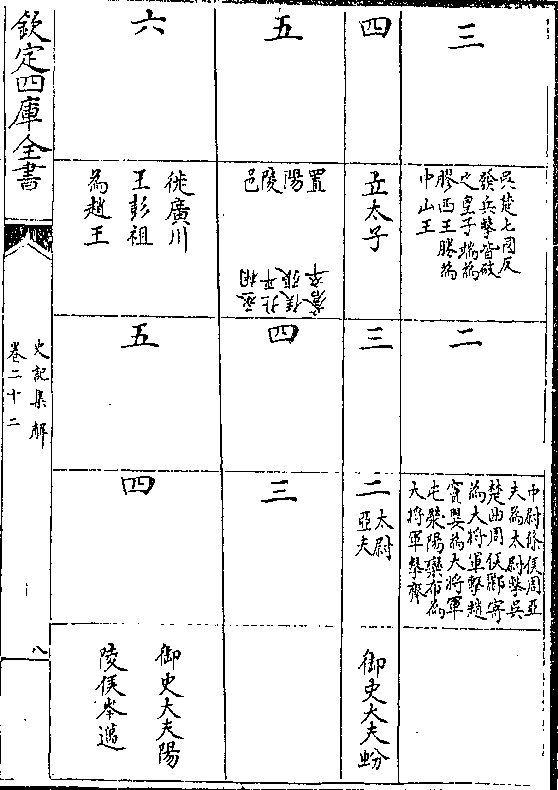 三
吳楚七國反
發兵擊皆破
之皇子端為
膠西王勝為
中山王
二
中尉條侯周亞
夫為太尉擊吳
楚曲周侯酈寄
為大將軍擊趙
竇嬰為大將軍
屯滎陽欒布為
大將軍擊齊
四
立太子
三
二
太尉
亞夫
御史大夫蚡
五
置陽陵邑
丞相北平侯張蒼卒
四
三
六
徙廣川
王彭祖
為趙王
五
四
御史大夫陽
陵侯岑邁
欽定四庫全書
史記集解
卷二十二
八